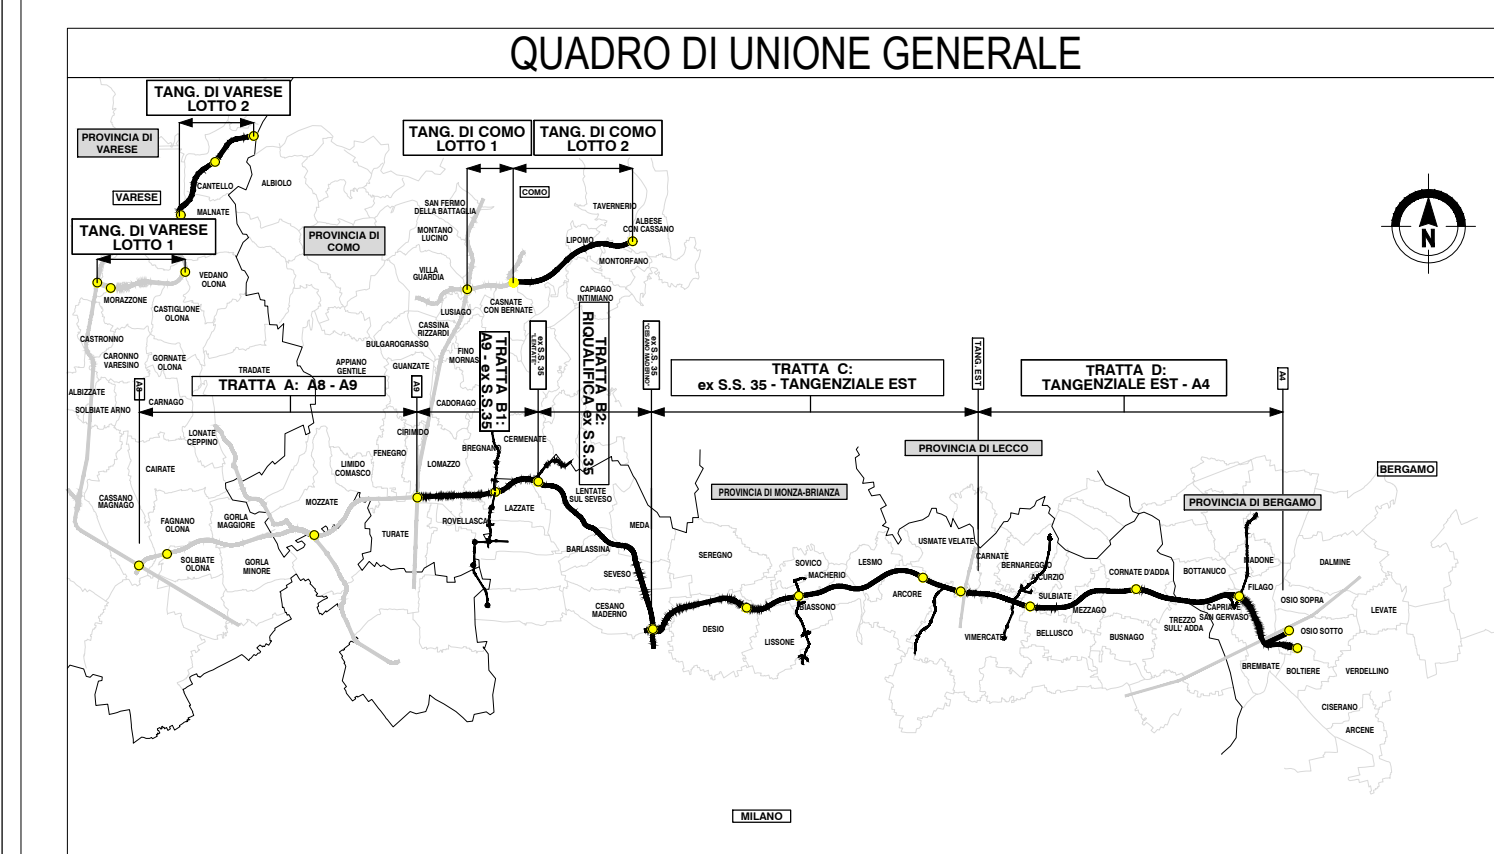 QUADRO DI UNIONE GENERALE
TANG. DI VARESE
LOTTO 2
PROVINCIA DI
VARESE
TANG. DI COMO
LOTTO 1
TANG. DI COMO
LOTTO 2
CANTELLO
ALBIOLO
VARESE
COMO
MALNATE
SAN FERMO
DELLA BATTAGLIA
TAVERNERIO
TANG. DI VARESE
LOTTO 1
PROVINCIA DI
COMO
MONTANO
LUCINO
LIPOMO
ALBESE
CON CASSANO
N
MONTORFANO
VILLA
GUARDIA
VEDANO
OLONA
MORAZZONE
CASTIGLIONE
OLONA
CAPIAGO
INTIMIANO
CASNATE
CON BERNATE
LUSIAGO
CASSINA
RIZZARDI
CASTRONNO
BULGAROGRASSO
CARONNO
VARESINO
GORNATE
OLONA
TRADATE
APPIANO
GENTILE
GUANZATE
FINO
MORNAS
TRATTA B1:
A9 - ex S.S.35
ex S.S. 35
"LENTATE"
TRATTA B2:
RIQUALIFICA ex S.S.35
ex S.S. 35
"CESANO MADERNO"
TRATTA C:
ex S.S. 35 - TANGENZIALE EST
TANG. EST
TRATTA D:
TANGENZIALE EST - A4
A4
ALBIZZATE
A8
TRATTA A: A8 - A9
A9
SOLBIATE ARNO
CARNAGO
CADORAGO
LONATE
CEPPINO
CIRIMIDO
CERMENATE
BREGNANO
FENEGRO
PROVINCIA DI LECCO
BERGAMO
CAIRATE
LIMIDO
COMASCO
LOMAZZO
CASSANO
MAGNAGO
MOZZATE
LENTATE
SUL SEVESO
PROVINCIA DI MONZA-BRIANZA
PROVINCIA DI BERGAMO
FAGNANO
OLONA
GORLA
MAGGIORE
ROVELLASCA
LAZZATE
MEDA
TURATE
USMATE VELATE
SOLBIATE
OLONA
GORLA
MINORE
BARLASSINA
SEREGNO
SOVICO
LESMO
CARNATE
BERNAREGGIO
MADONE
DALMINE
SEVESO
MACHERIO
AICURZIO
CORNATE D'ADDA
BOTTANUCO
FILAGO
CESANO
MADERNO
BIASSONO
ARCORE
SULBIATE
MEZZAGO
CAPRIATE
SAN GERVASO
OSIO SOPRA
LEVATE
DESIO
LISSONE
VIMERCATE
BELLUSCO
BUSNAGO
TREZZO
SULL' ADDA
OSIO SOTTO
BREMBATE
BOLTIERE
VERDELLINO
CISERANO
ARCENE
MILANO